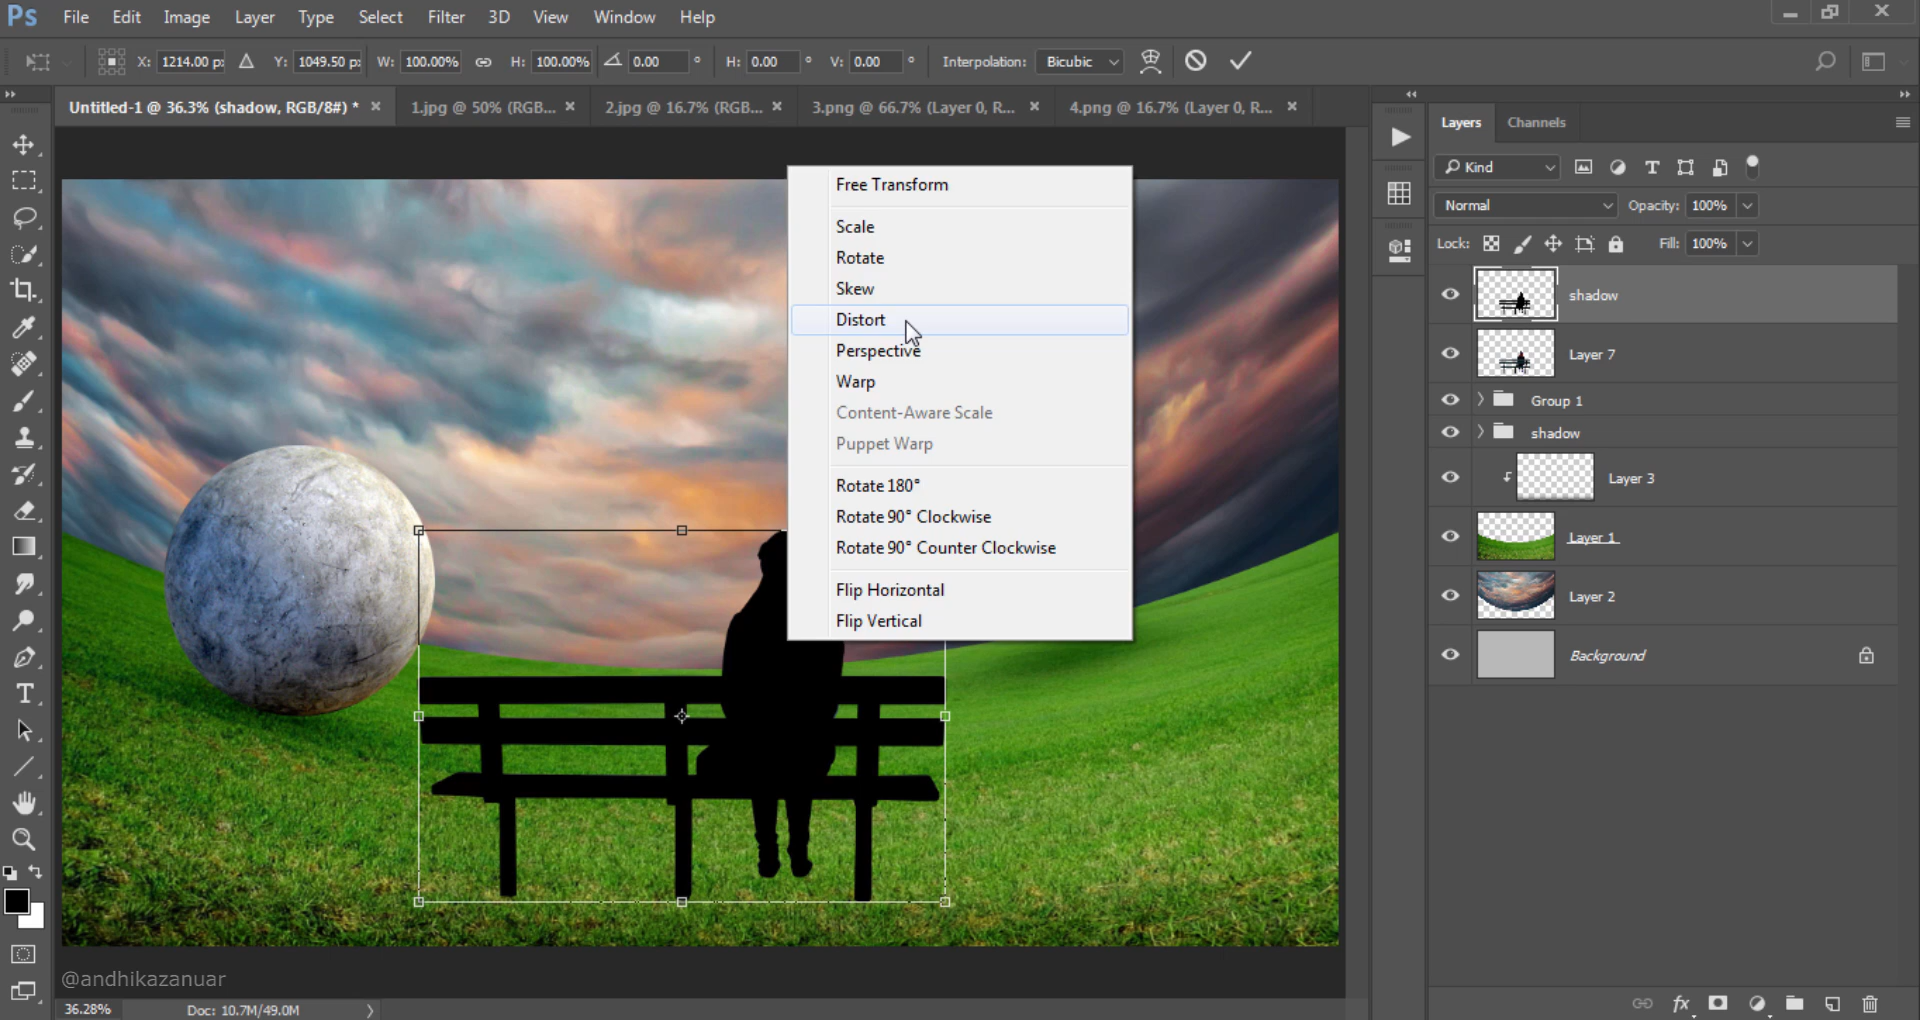 Ps File Edit Image Layer Type Select Filter 3D View Window Help
X: 1214.00 p Y: 1049.50 p W: 100.00% H: 100.00% 0.00 ° H: 0.00 ° V: 0.00 ° Interpolation: Bicubic
Untitled-1 @ 36.3% (shadow, RGB/8#) * 1.jpg @ 50% (RGB... 2.jpg @ 16.7% (RGB... 3.png @ 66.7% (Layer 0, R... 4.png @ 16.7% (Layer 0, R...
Free Transform
Scale
Rotate
Skew
Distort
Perspective
Warp
Content-Aware Scale
Puppet Warp
Rotate 180°
Rotate 90° Clockwise
Rotate 90° Counter Clockwise
Flip Horizontal
Flip Vertical
Layers Channels
Kind
Normal Opacity: 100%
Lock: Fill: 100%
shadow
Layer 7
Group 1
shadow
Layer 3
Layer 1
Layer 2
Background
@andhikazanuar
36.28% Doc: 10.7M/49.0M